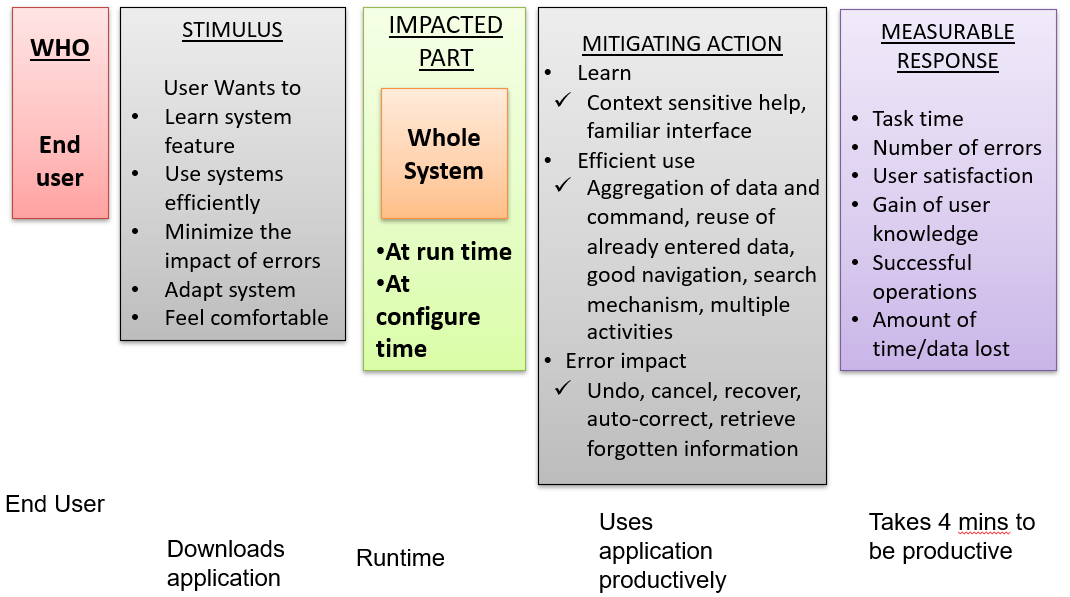 WHO
End
user
STIMULUS
User Wants to
• Learn system
feature
• Use systems
efficiently
• Minimize the
impact of errors
• Adapt system
• Feel comfortable
IMPACTED
PART
Whole
System
•At run time
•At
configure
time
MITIGATING ACTION
• Learn
✓ Context sensitive help,
familiar interface
• Efficient use
✓ Aggregation of data and
command, reuse of
already entered data,
good navigation, search
mechanism, multiple
activities
• Error impact
✓ Undo, cancel, recover,
auto-correct, retrieve
forgotten information
MEASURABLE
RESPONSE
• Task time
• Number of errors
• User satisfaction
• Gain of user
knowledge
• Successful
operations
• Amount of
time/data lost
End User
Downloads
application
Runtime
Uses
application
productively
Takes 4 mins to
be productive